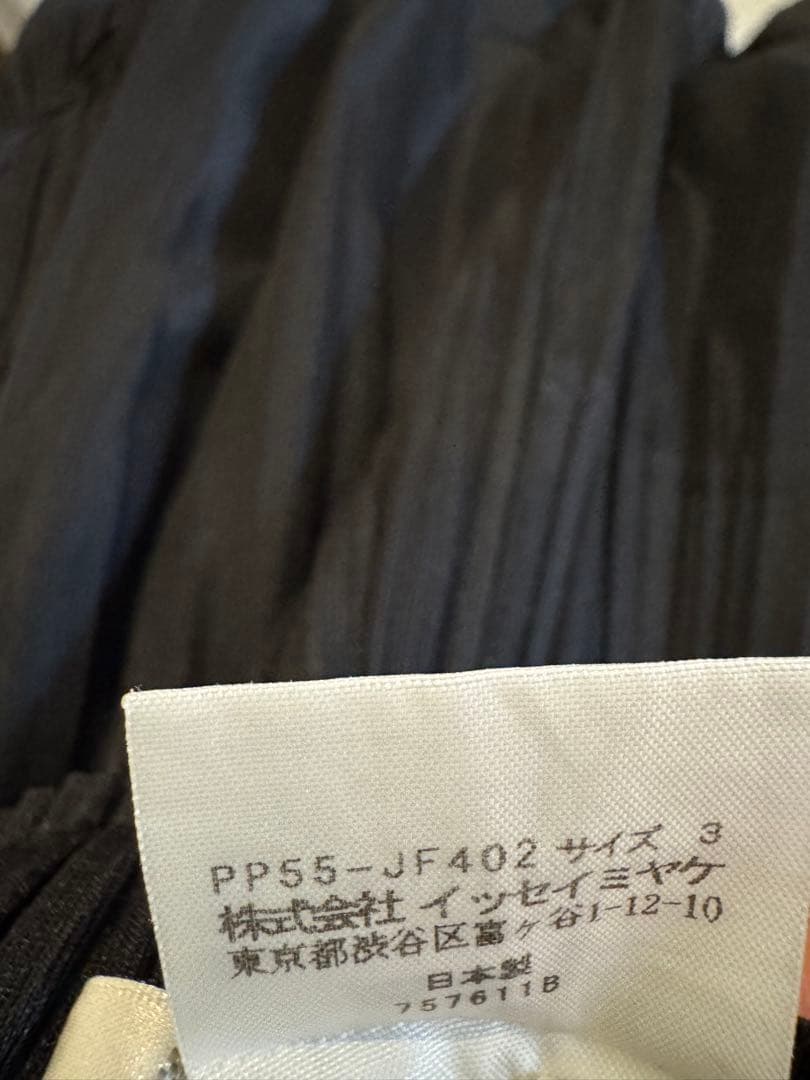 PP55-JF402 サイズ 3
株式会社 イッセイミヤケ
東京都渋谷区富ヶ谷1-12-10
日本製
757611B